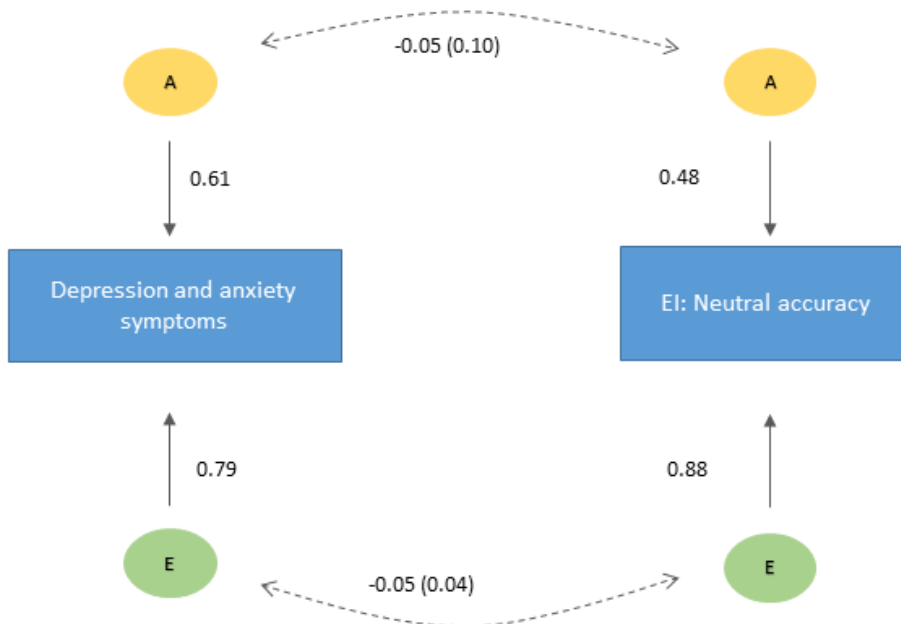 -0.05 (0.10)
A
A
0.61
0.48
Depression and anxiety
symptoms
EI: Neutral accuracy
0.79
0.88
E
E
-0.05 (0.04)